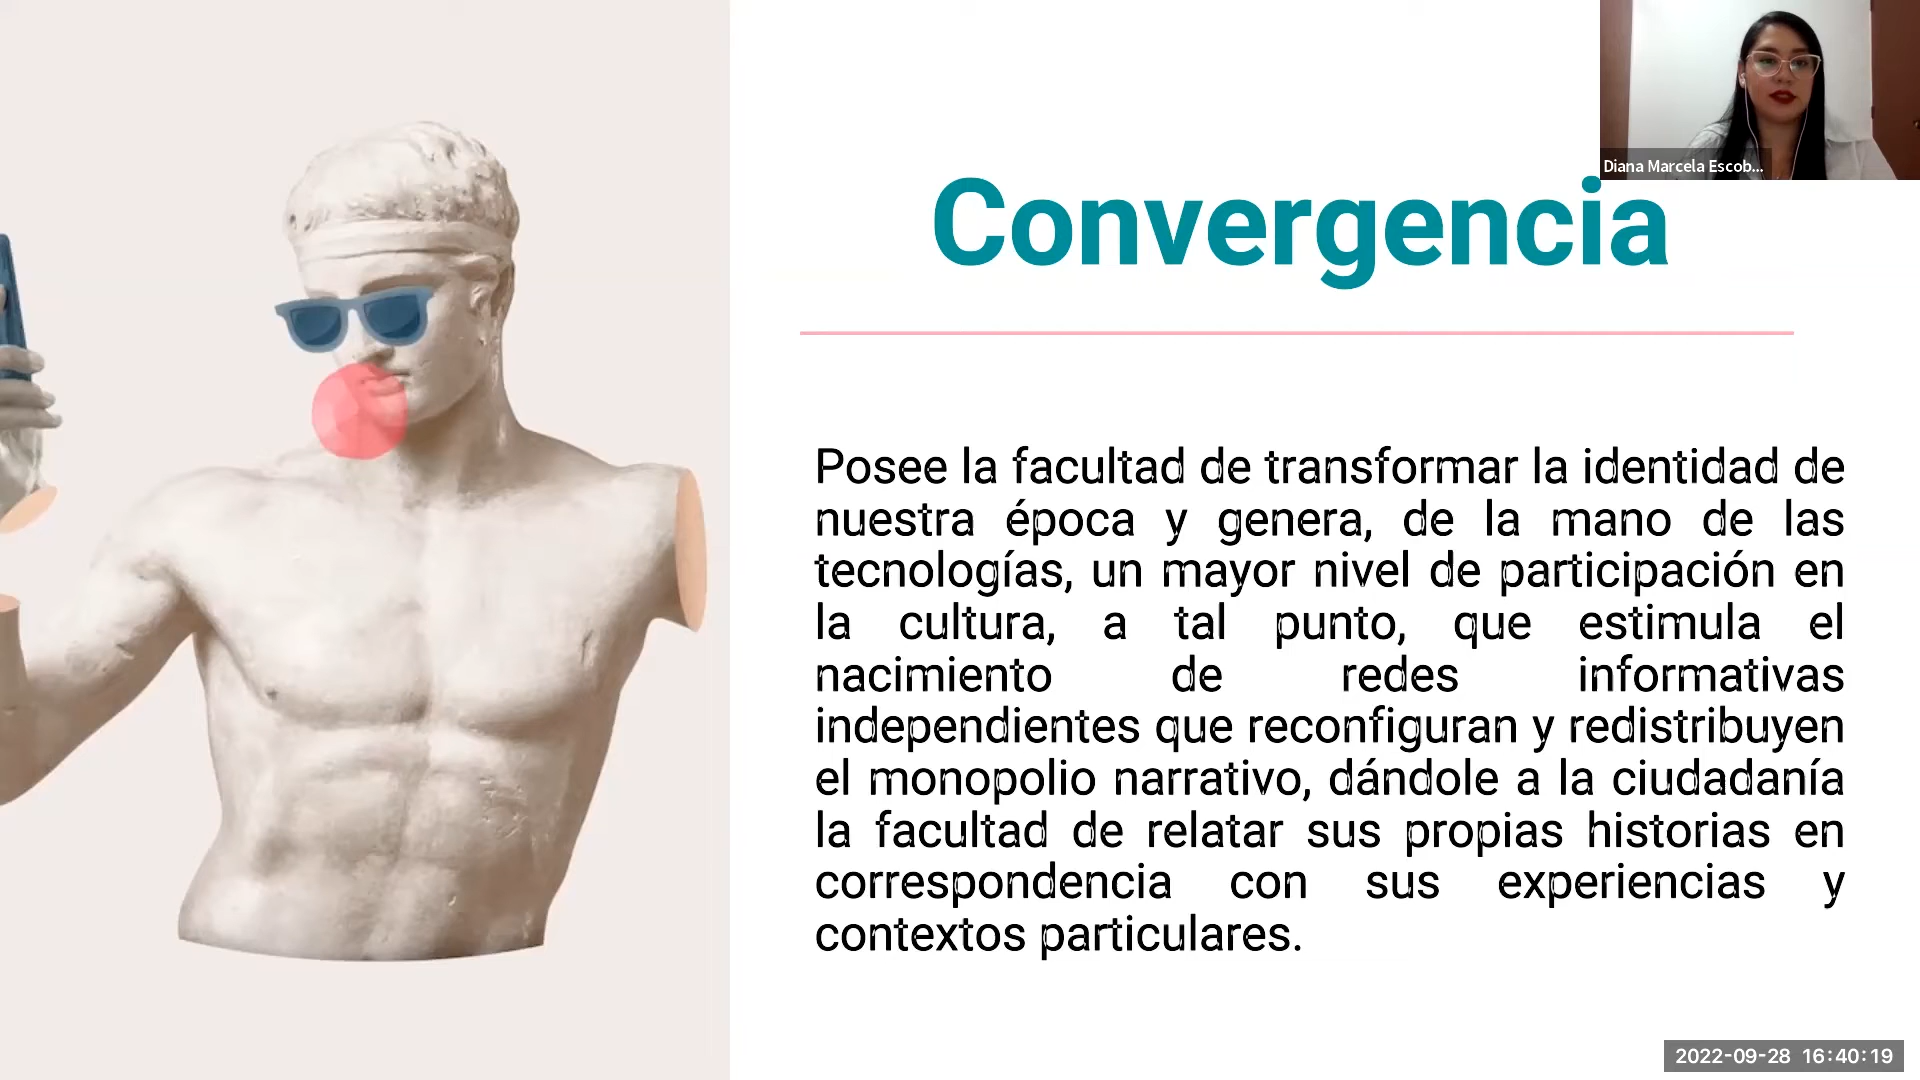 Diana Marcela Escob...
Convergencia
Posee la facultad de transformar la identidad de
nuestra época y genera, de la mano de las
tecnologías, un mayor nivel de participación en
la cultura, a tal punto, que estimula el
nacimiento de redes informativas
independientes que reconfiguran y redistribuyen
el monopolio narrativo, dándole a la ciudadanía
la facultad de relatar sus propias historias en
correspondencia con sus experiencias y
contextos particulares.
2022-09-28 16:40:19